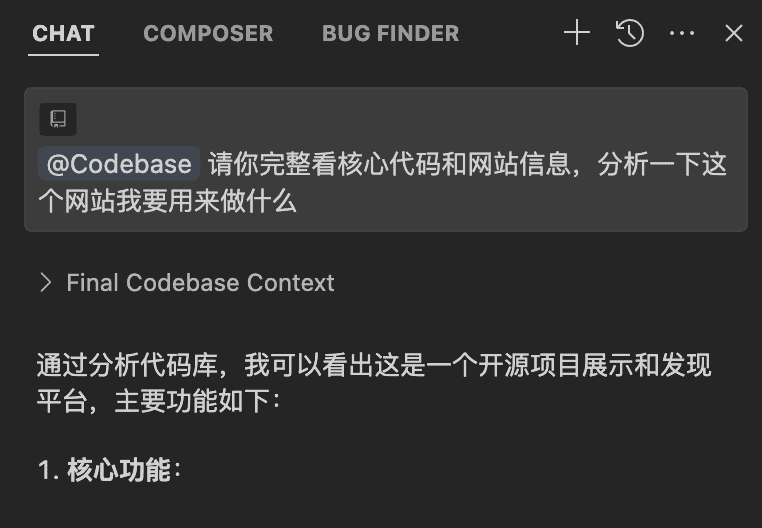 CHAT COMPOSER BUG FINDER
@Codebase 请你完整看核心代码和网站信息，分析一下这
个网站我要用来做什么
Final Codebase Context
通过分析代码库，我可以看出这是一个开源项目展示和发现
平台，主要功能如下：
1. 核心功能：